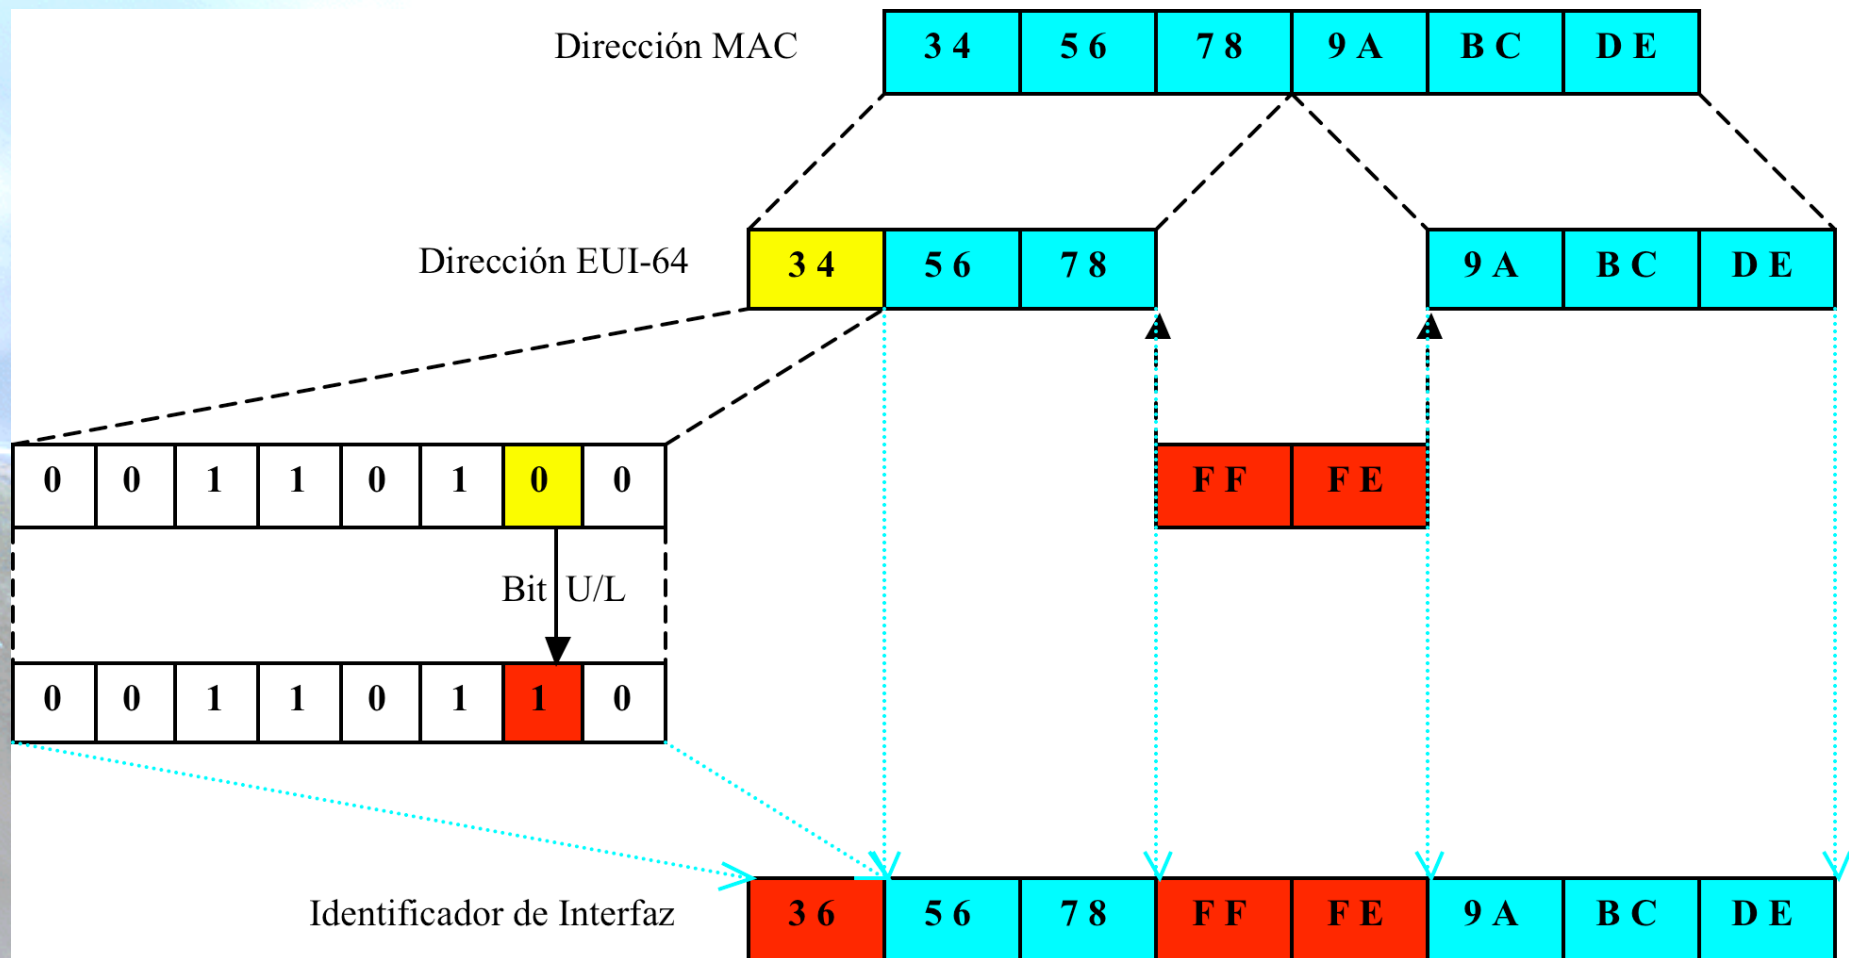 Dirección MAC 34 56 78 9A BC DE
Dirección EUI-64 34 56 78 9A BC DE
0 0 1 1 0 1 0 0 FF FE
Bit U/L
0 0 1 1 0 1 1 0
Identificador de Interfaz 36 56 78 FF FE 9A BC DE